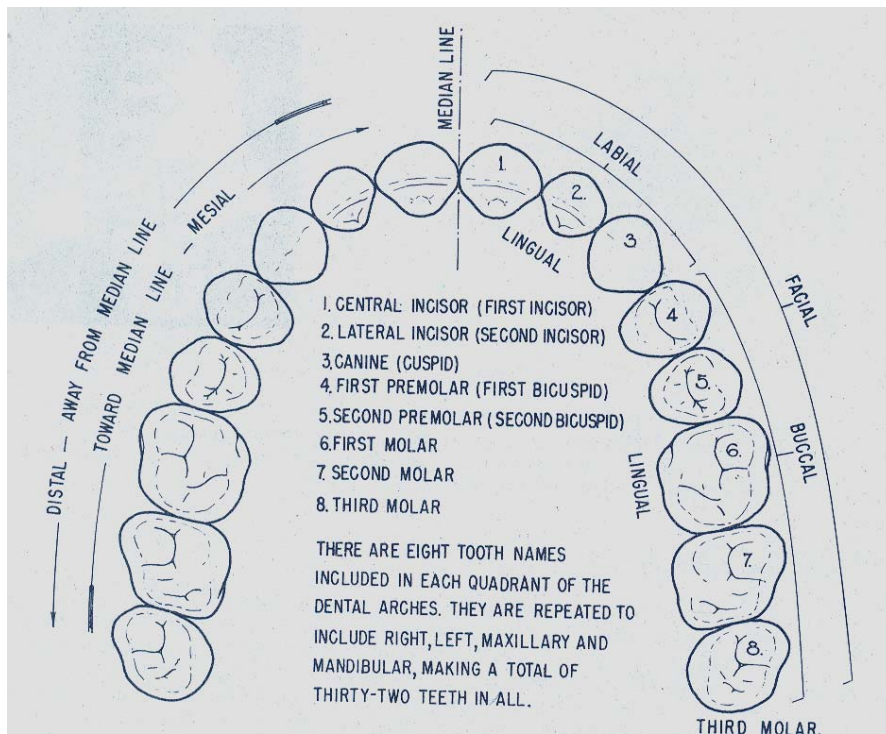 MEDIAN LINE
LABIAL
FACIAL
BUCCAL
LINGUAL
LINGUAL
MESIAL
TOWARD MEDIAN LINE
DISTAL — AWAY FROM MEDIAN LINE
1.
2.
3
4
5.
6.
7.
8.
1. CENTRAL INCISOR (FIRST INCISOR)
2. LATERAL INCISOR (SECOND INCISOR)
3. CANINE (CUSPID)
4. FIRST PREMOLAR (FIRST BICUSPID)
5. SECOND PREMOLAR (SECOND BICUSPID)
6. FIRST MOLAR
7. SECOND MOLAR
8. THIRD MOLAR
THERE ARE EIGHT TOOTH NAMES
INCLUDED IN EACH QUADRANT OF THE
DENTAL ARCHES. THEY ARE REPEATED TO
INCLUDE RIGHT, LEFT, MAXILLARY AND
MANDIBULAR, MAKING A TOTAL OF
THIRTY-TWO TEETH IN ALL.
THIRD MOLAR.